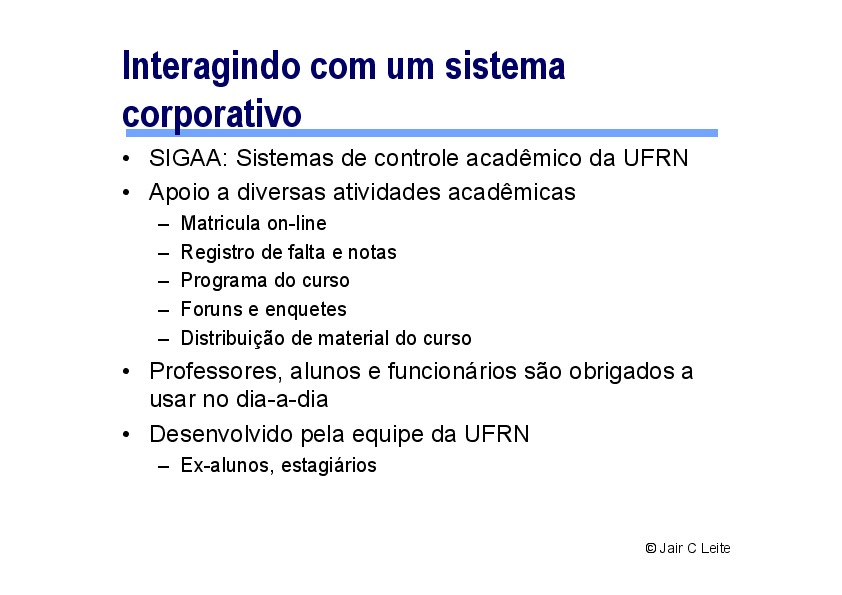 Interagindo com um sistema
corporativo
• SIGAA: Sistemas de controle acadêmico da UFRN
• Apoio a diversas atividades acadêmicas
– Matricula on-line
– Registro de falta e notas
– Programa do curso
– Foruns e enquetes
– Distribuição de material do curso
• Professores, alunos e funcionários são obrigados a
usar no dia-a-dia
• Desenvolvido pela equipe da UFRN
– Ex-alunos, estagiários
© Jair C Leite